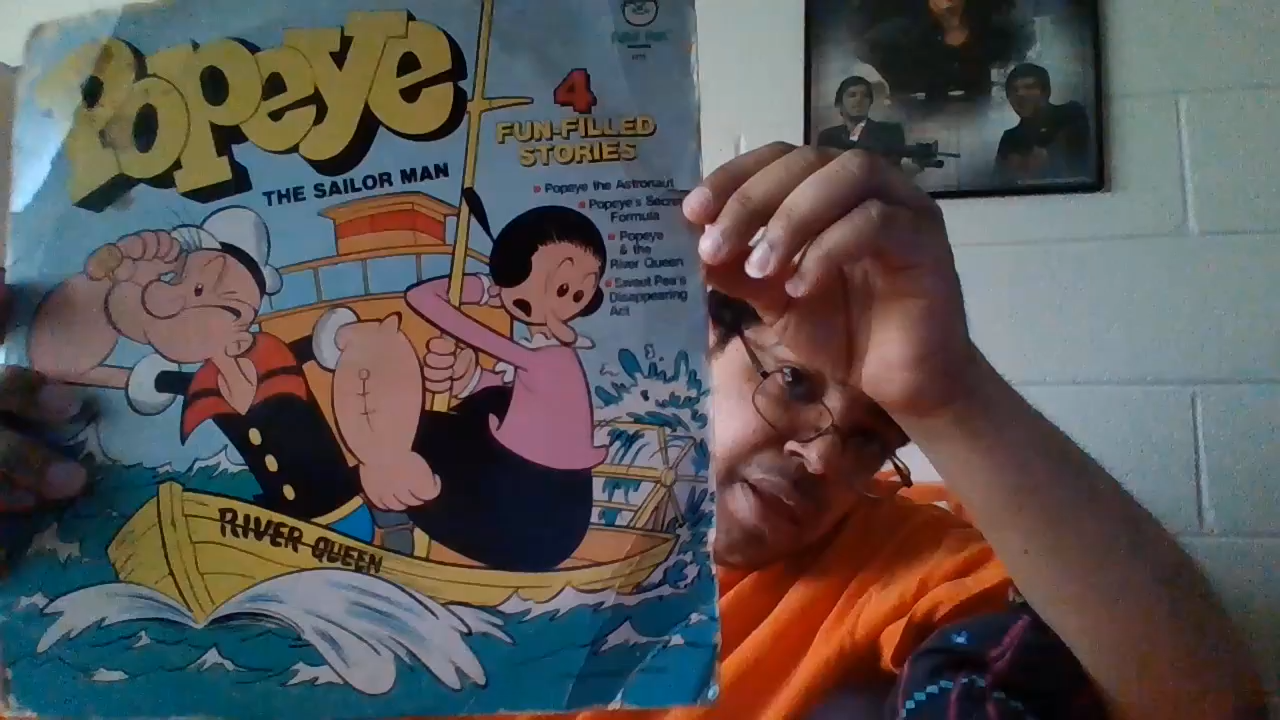 Popeye
THE SAILOR MAN
4
FUN-FILLED
STORIES
Popeye the Astronaut
Popeye's Secret
Formula
Popeye
& the
River Queen
Sweet Pea's
Disappearing
Act
RIVER QUEEN